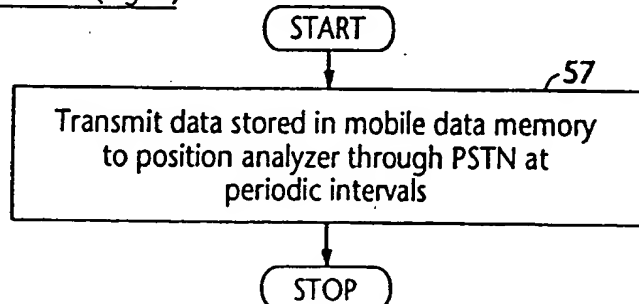 START
57
Transmit data stored in mobile data memory
to position analyzer through PSTN at
periodic intervals
STOP